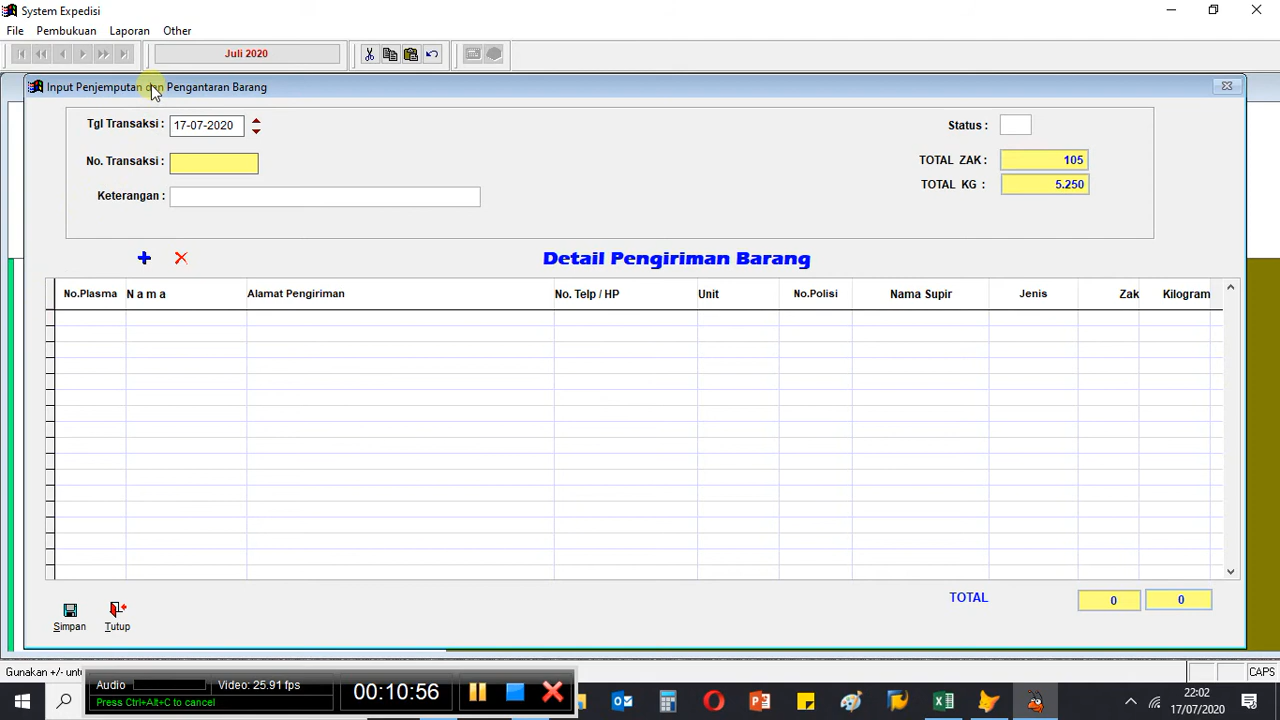 System Expedisi
File Pembukuan Laporan Other
Juli 2020
Input Penjemputan dan Pengantaran Barang
Tgl Transaksi : 17-07-2020
Status :
No. Transaksi :
TOTAL ZAK : 105
TOTAL KG : 5.250
Keterangan :
Detail Pengiriman Barang
No.Plasma N a m a Alamat Pengiriman No. Telp / HP Unit No.Polisi Nama Supir Jenis Zak Kilogram
TOTAL 0 0
Simpan Tutup
Gunakan +/-
CAPS
Audio Video: 25.91 fps
Press Ctrl+Alt+C to cancel
00:10:56
22:02
17/07/2020